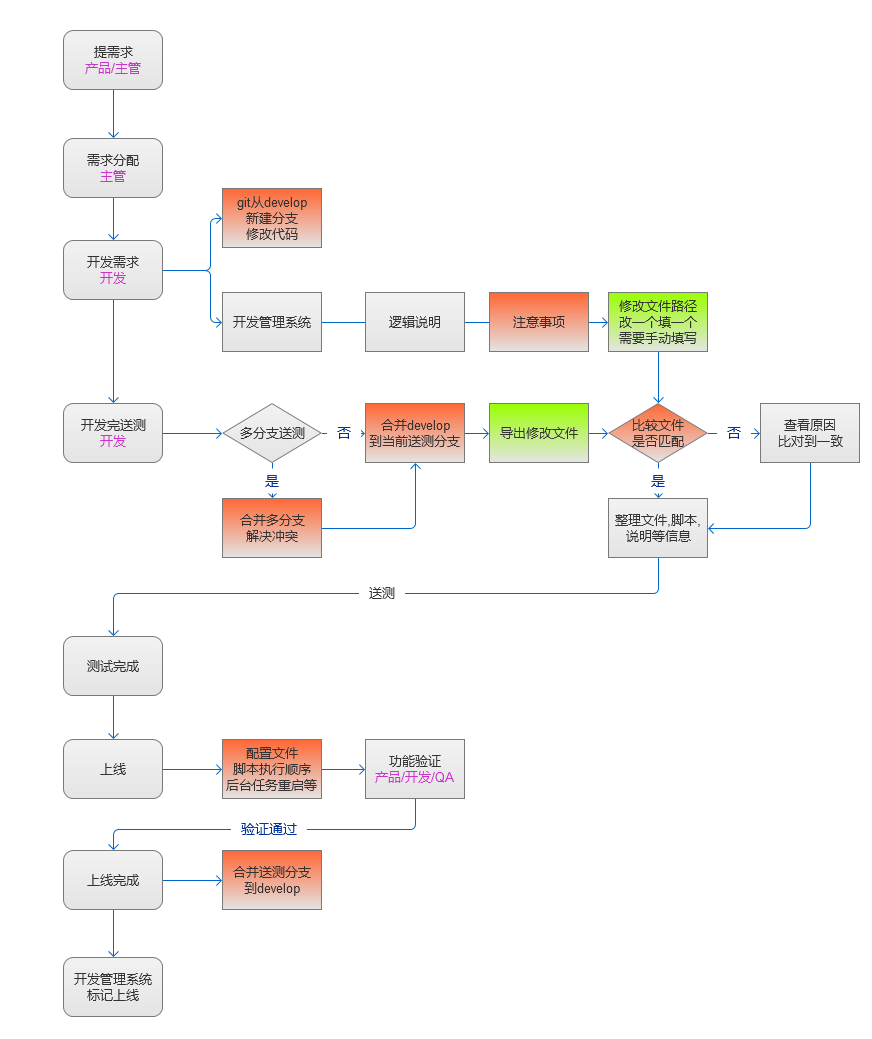 提需求
产品/主管
需求分配
主管
git从develop
新建分支
修改代码
开发需求
开发
开发管理系统
逻辑说明
注意事项
修改文件路径
改一个填一个
需要手动填写
开发完送测
开发
多分支送测
否
合并develop
到当前送测分支
导出修改文件
比较文件
是否匹配
否
查看原因
比对到一致
是
是
合并多分支
解决冲突
整理文件,脚本,
说明等信息
送测
测试完成
上线
配置文件
脚本执行顺序
后台任务重启等
功能验证
产品/开发/QA
验证通过
上线完成
合并送测分支
到develop
开发管理系统
标记上线